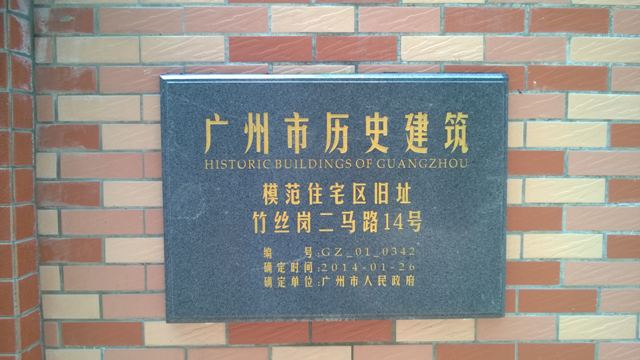 广州市历史建筑
HISTORIC BUILDINGS OF GUANGZHOU
模范住宅区旧址
竹丝岗二马路14号
编 号:GZ_01_0342
确定时间:2014-01-26
确定单位:广州市人民政府